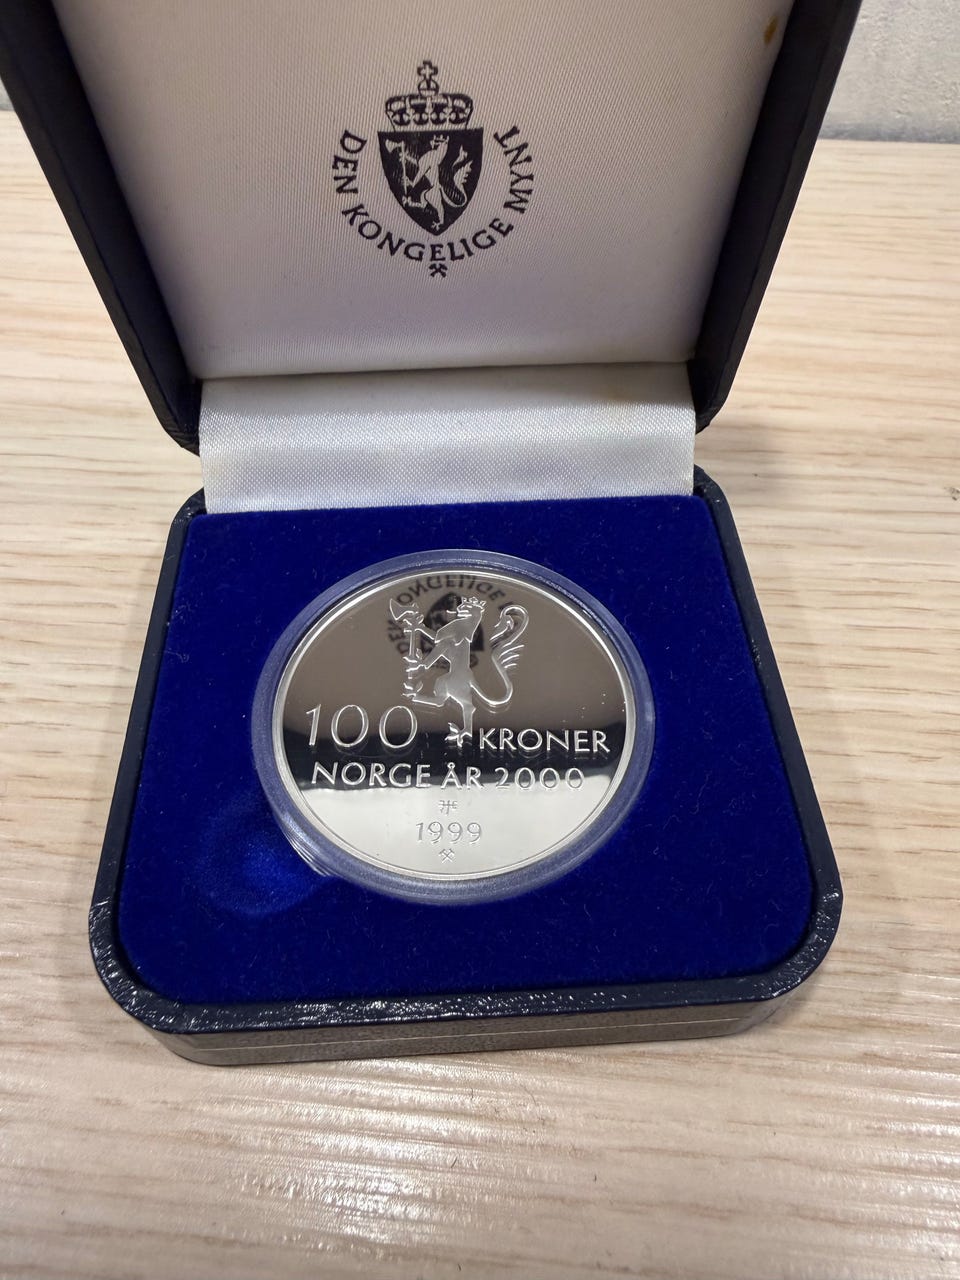 DEN KONGELIGE MYNT
100 KRONER
NORGE ÅR 2000
1999